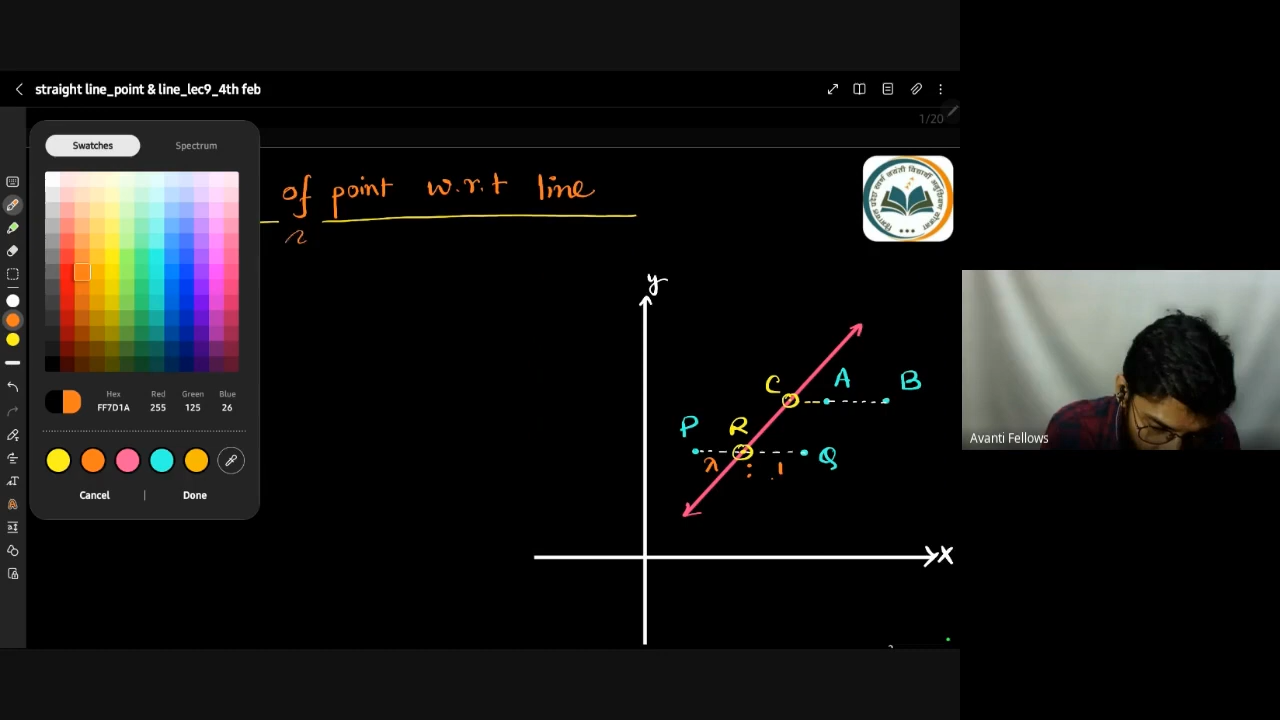 straight line_point & line_lec9_4th feb
1/20
Swatches Spectrum
of point w.r.t line
y
C A B
P R
λ : 1 Q
X
Hex Red Green Blue
FF7D1A 255 125 26
Cancel Done
Avanti Fellows